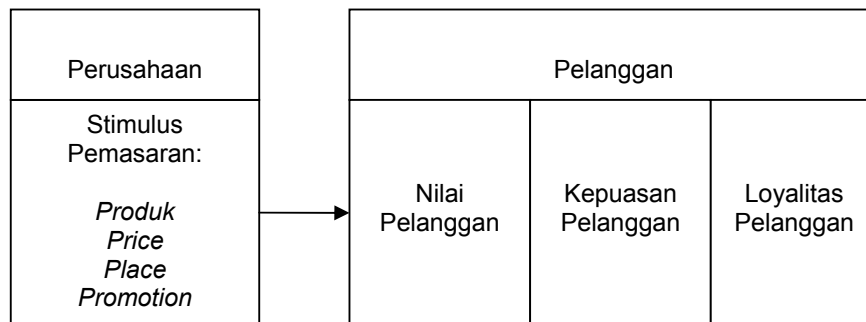 Perusahaan
Stimulus
Pemasaran:
Produk
Price
Place
Promotion
Pelanggan
Nilai
Pelanggan
Kepuasan
Pelanggan
Loyalitas
Pelanggan